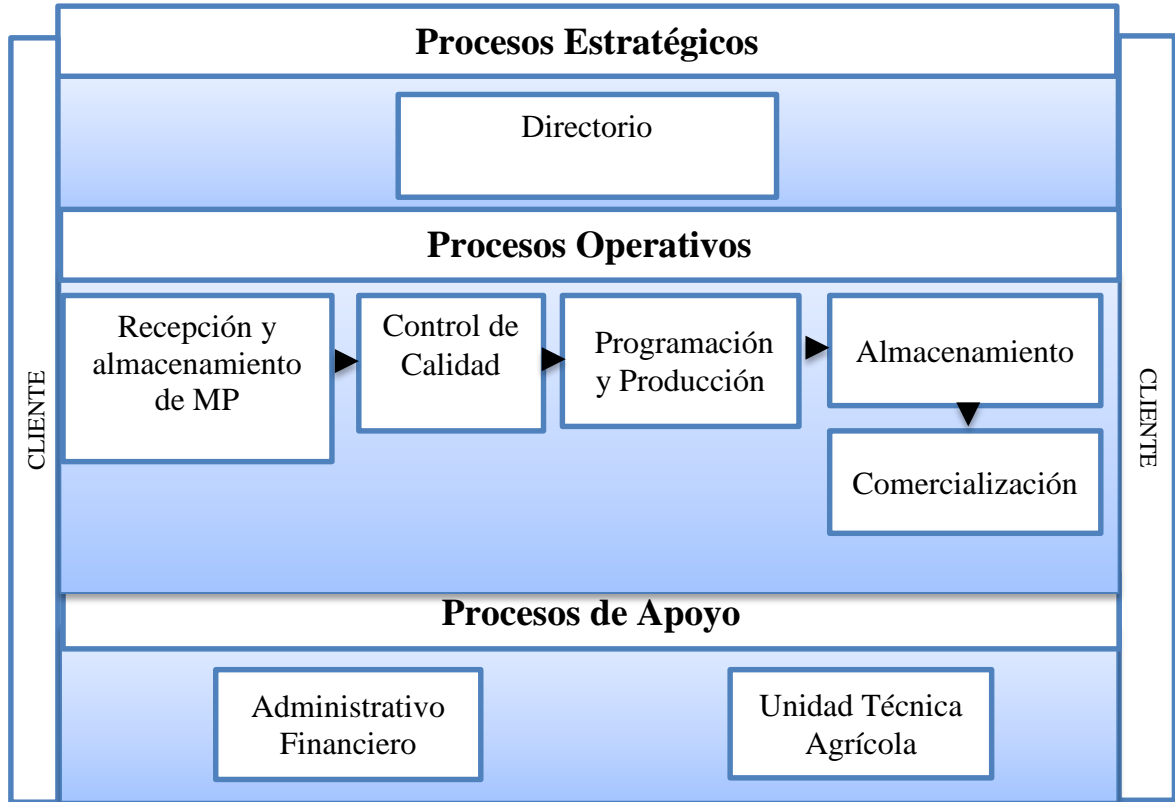 Procesos Estratégicos
Directorio
Procesos Operativos
Recepción y
almacenamiento
de MP
Control de
Calidad
Programación
y Producción
Almacenamiento
Comercialización
CLIENTE
CLIENTE
Procesos de Apoyo
Administrativo
Financiero
Unidad Técnica
Agrícola